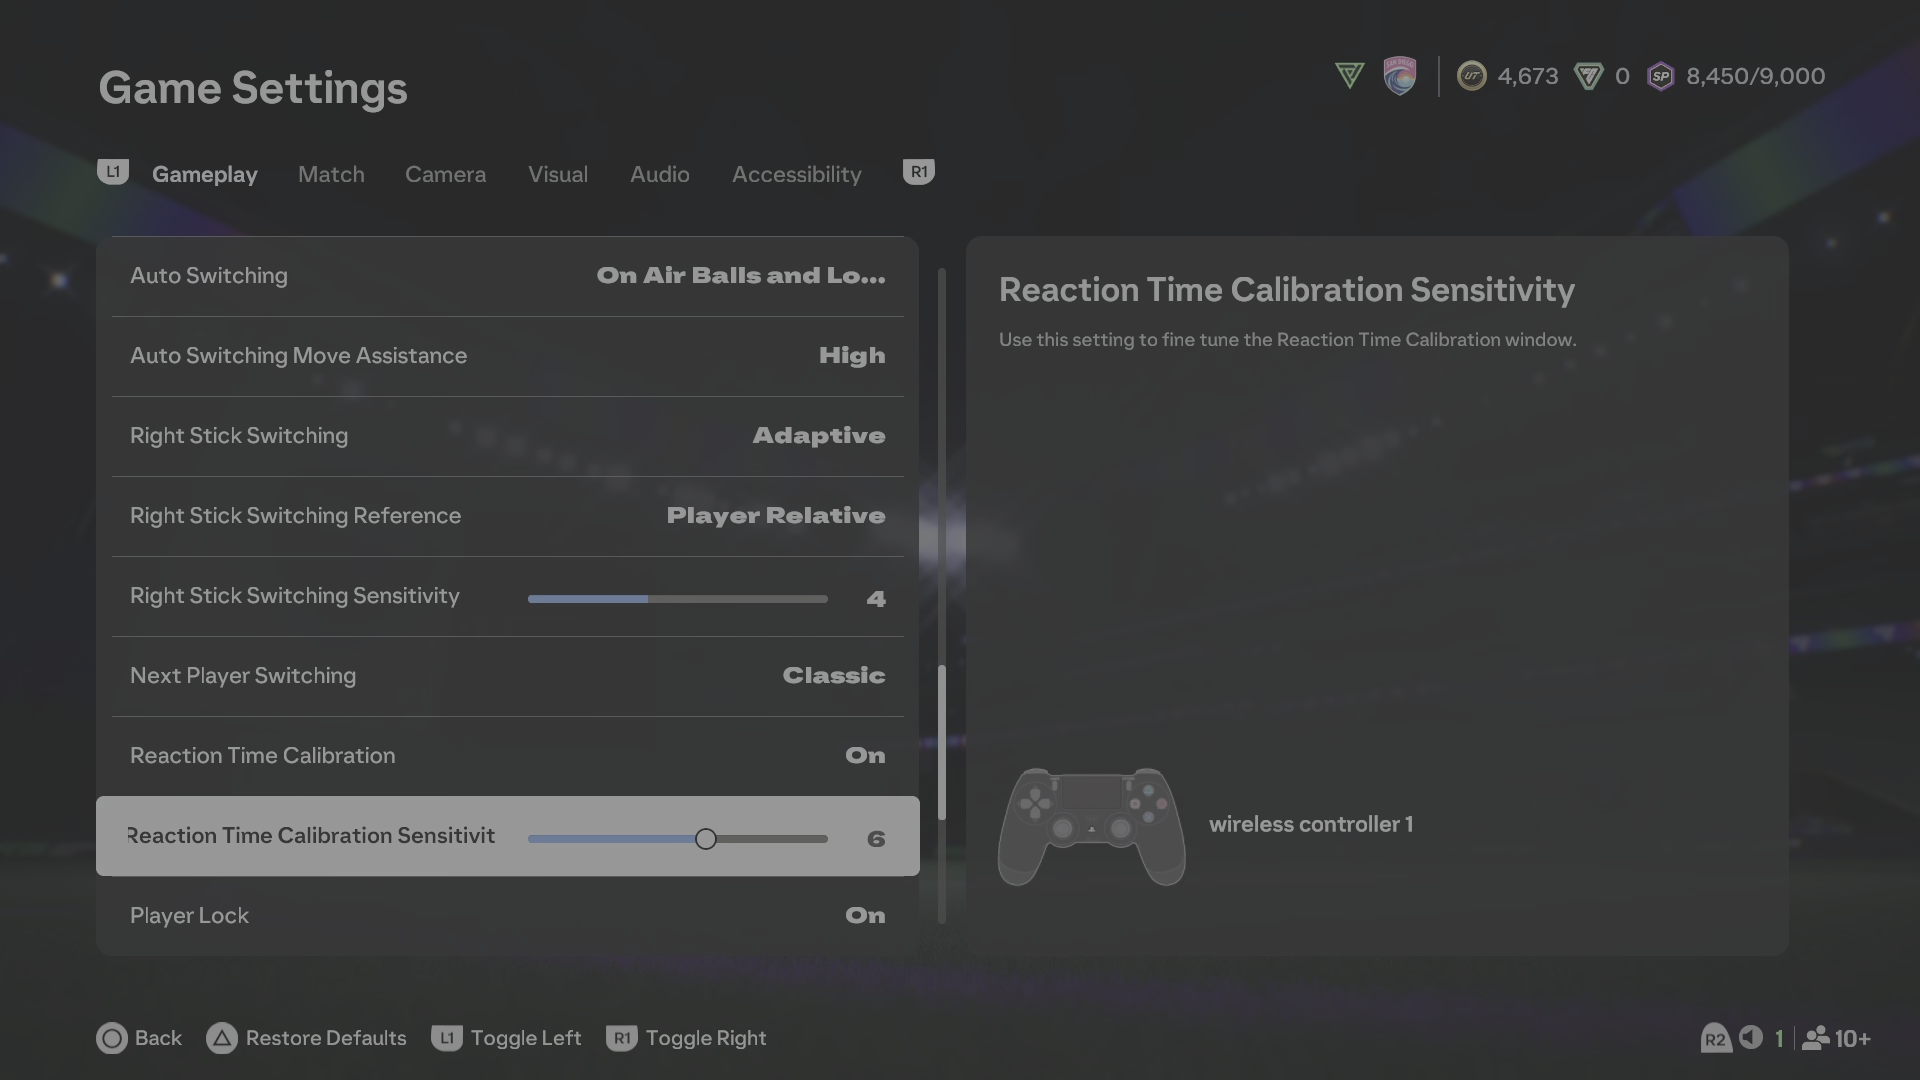 Game Settings
UT 4,673 0 SP 8,450/9,000
L1 Gameplay Match Camera Visual Audio Accessibility R1
Auto Switching On Air Balls and Lo...
Auto Switching Move Assistance High
Right Stick Switching Adaptive
Right Stick Switching Reference Player Relative
Right Stick Switching Sensitivity 4
Next Player Switching Classic
Reaction Time Calibration On
Reaction Time Calibration Sensitivit 6
Player Lock On
Reaction Time Calibration Sensitivity
Use this setting to fine tune the Reaction Time Calibration window.
wireless controller 1
Back Restore Defaults L1 Toggle Left R1 Toggle Right
R2 1 10+